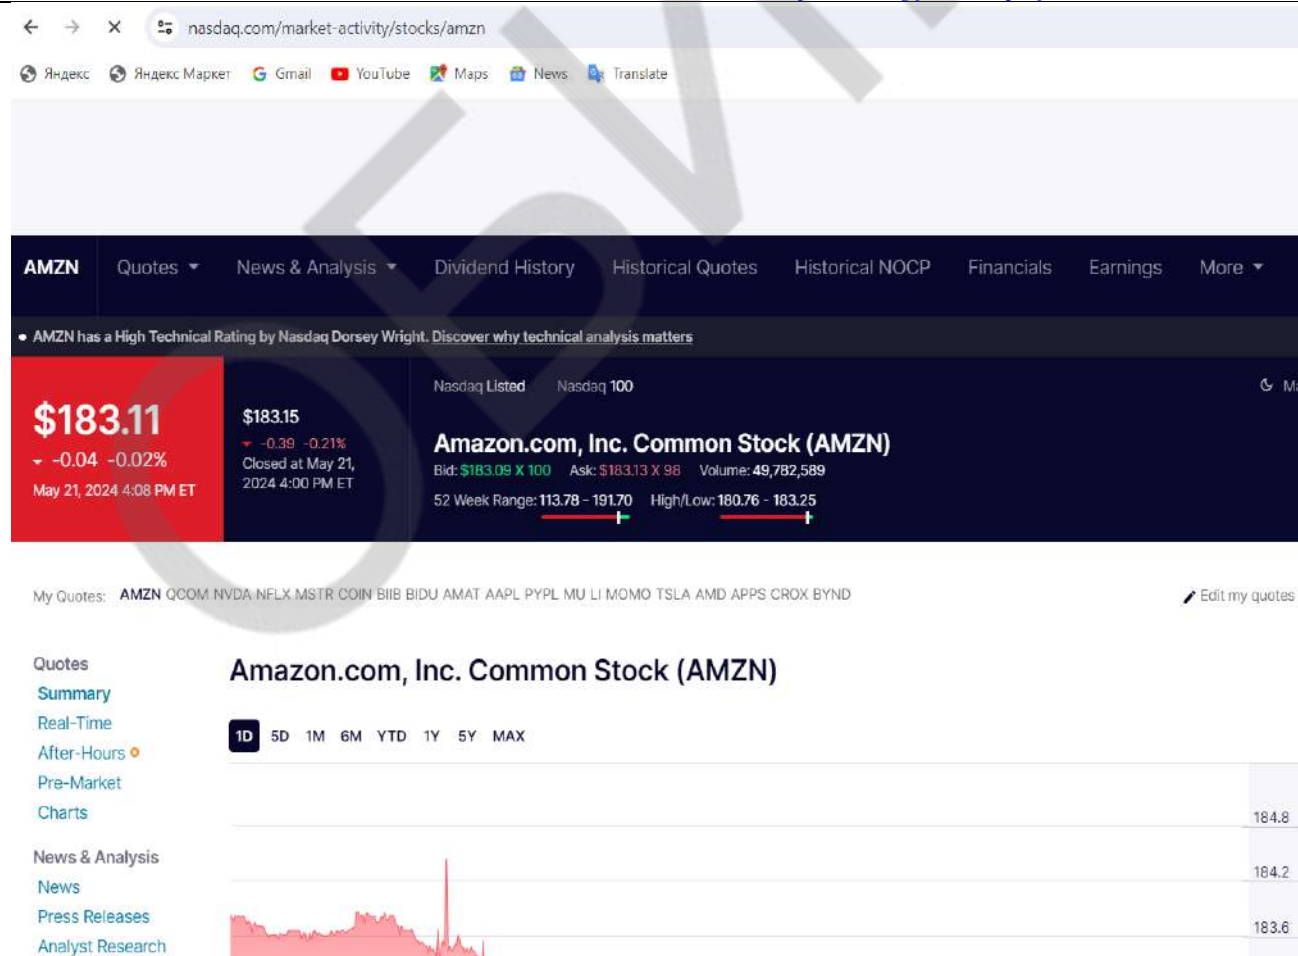 nasdaq.com/market-activity/stocks/amzn
Яндекс Яндекс Маркет Gmail YouTube Maps News Translate
AMZN Quotes News & Analysis Dividend History Historical Quotes Historical NOCP Financials Earnings More
AMZN has a High Technical Rating by Nasdaq Dorsey Wright. Discover why technical analysis matters
Nasdaq Listed Nasdaq 100
$183.11
-0.04 -0.02%
May 21, 2024 4:08 PM ET
$183.15
-0.39 -0.21%
Closed at May 21,
2024 4:00 PM ET
Amazon.com, Inc. Common Stock (AMZN)
Bid: $183.09 X 100 Ask: $183.13 X 98 Volume: 49,782,589
52 Week Range: 113.78 - 191.70 High/Low: 180.76 - 183.25
My Quotes: AMZN QCOM NVDA NFLX MSTR COIN BIIB BIDU AMAT AAPL PYPL MU LI MOMO TSLA AMD APPS CROX BYND
Edit my quotes
Quotes
Summary
Real-Time
After-Hours
Pre-Market
Charts
News & Analysis
News
Press Releases
Analyst Research
Amazon.com, Inc. Common Stock (AMZN)
1D 5D 1M 6M YTD 1Y 5Y MAX
184.8
184.2
183.6